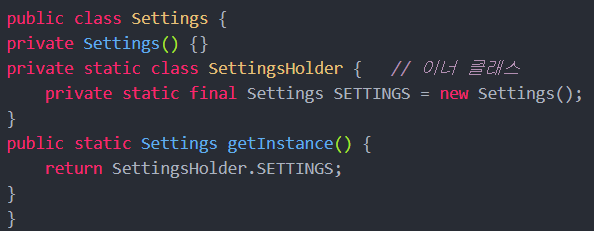 public class Settings {
private Settings() {}
private static class SettingsHolder {   // 이너 클래스
    private static final Settings SETTINGS = new Settings();
}
public static Settings getInstance() {
    return SettingsHolder.SETTINGS;
}
}